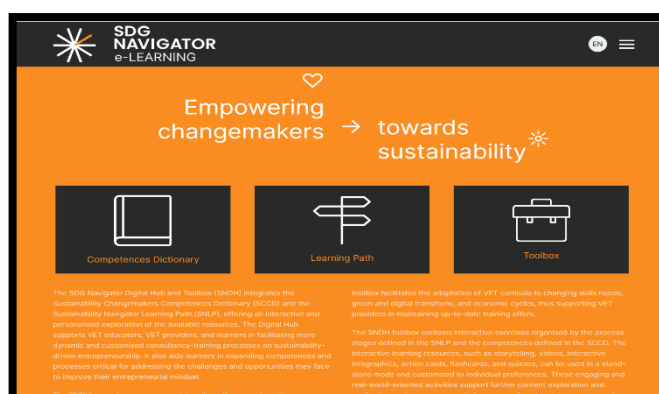 SDG
NAVIGATOR
e-LEARNING
EN
Empowering
changemakers → towards
sustainability
Competences Dictionary
Learning Path
Toolbox
The SDG Navigator Digital Hub and Toolbox (SNDH) integrates the
Sustainability Changemakers Competences Dictionary (SCCD) and the
Sustainability Navigator Learning Path (SNLP), offering an interactive and
personalised exploration of the available resources. The Digital Hub
supports VET educators, VET providers, and learners in facilitating more
dynamic and customised consultancy-training processes on sustainability-
driven entrepreneurship. It also aids learners in expanding competences and
processes critical for addressing the challenges and opportunities they face
to improve their entrepreneurial mindset.
toolbox facilitates the adaptation of VET curricula to changing skills needs,
green and digital transitions, and economic cycles, thus supporting VET
providers in maintaining up-to-date training offers.
The SNDH toolbox contains interactive exercises organised by the process
stages defined in the SNLP and the competences defined in the SCCD. The
interactive learning resources, such as storytelling, videos, interactive
infographics, action cards, flashcards, and quizzes, can be used in a stand-
alone mode and customized to individual preferences. These engaging and
real-world-oriented activities support further content exploration and